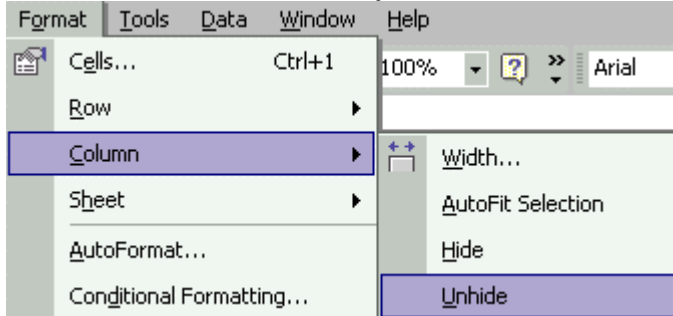 Format Tools Data Window Help
Cells... Ctrl+1
100% Arial
Row
Column
Width...
Sheet
AutoFit Selection
AutoFormat...
Hide
Conditional Formatting...
Unhide